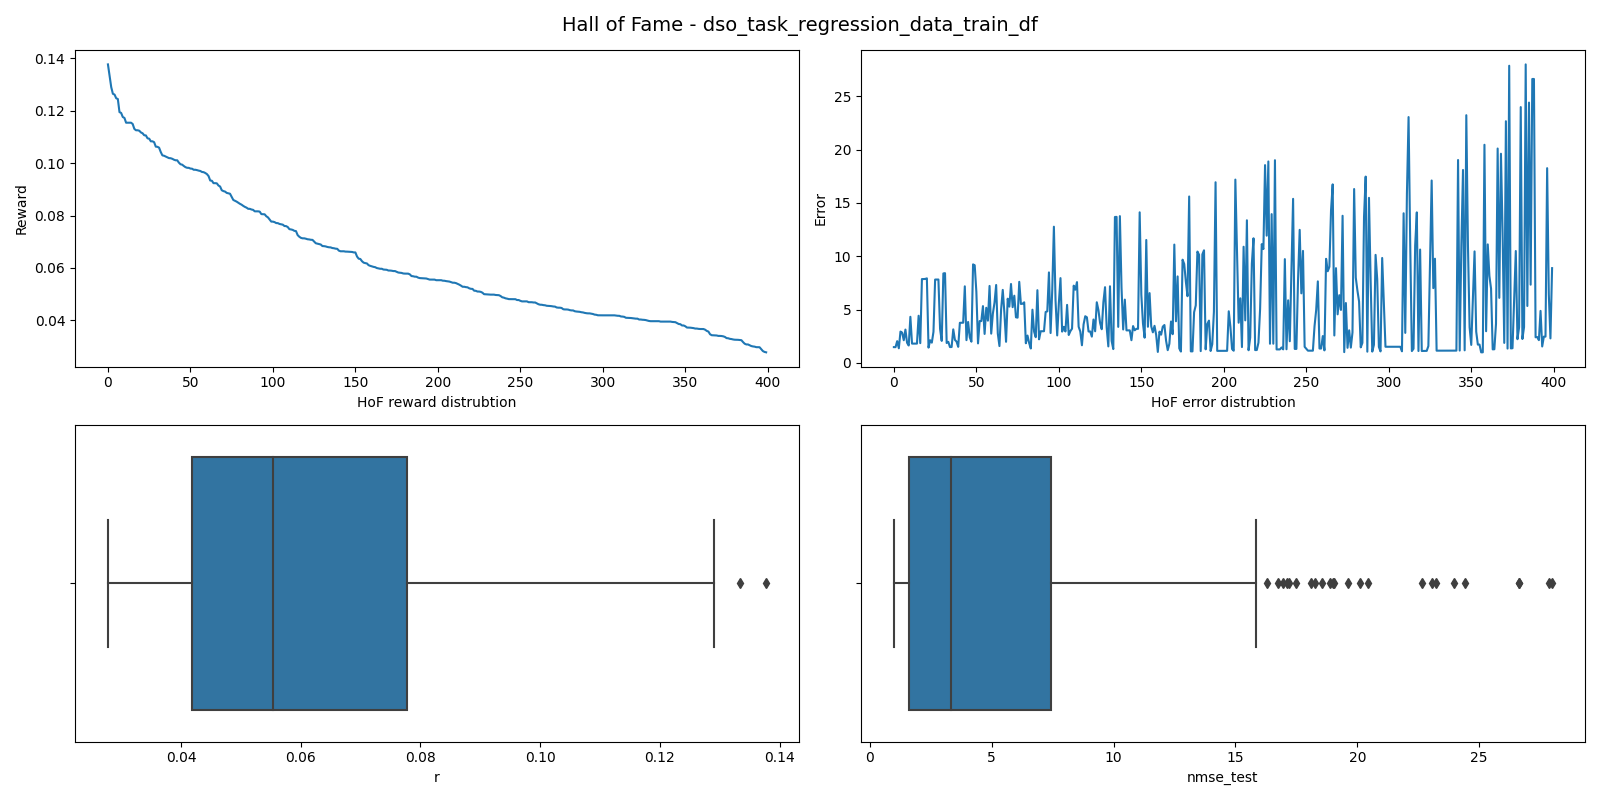 Hall of Fame - dso_task_regression_data_train_df
0.14
0.12
0.10
0.08
0.06
0.04
Reward
0 50 100 150 200 250 300 350 400
HoF reward distrubtion
25
20
15
10
5
0
Error
0 50 100 150 200 250 300 350 400
HoF error distrubtion
0.04 0.06 0.08 0.10 0.12 0.14
r
0 5 10 15 20 25
nmse_test